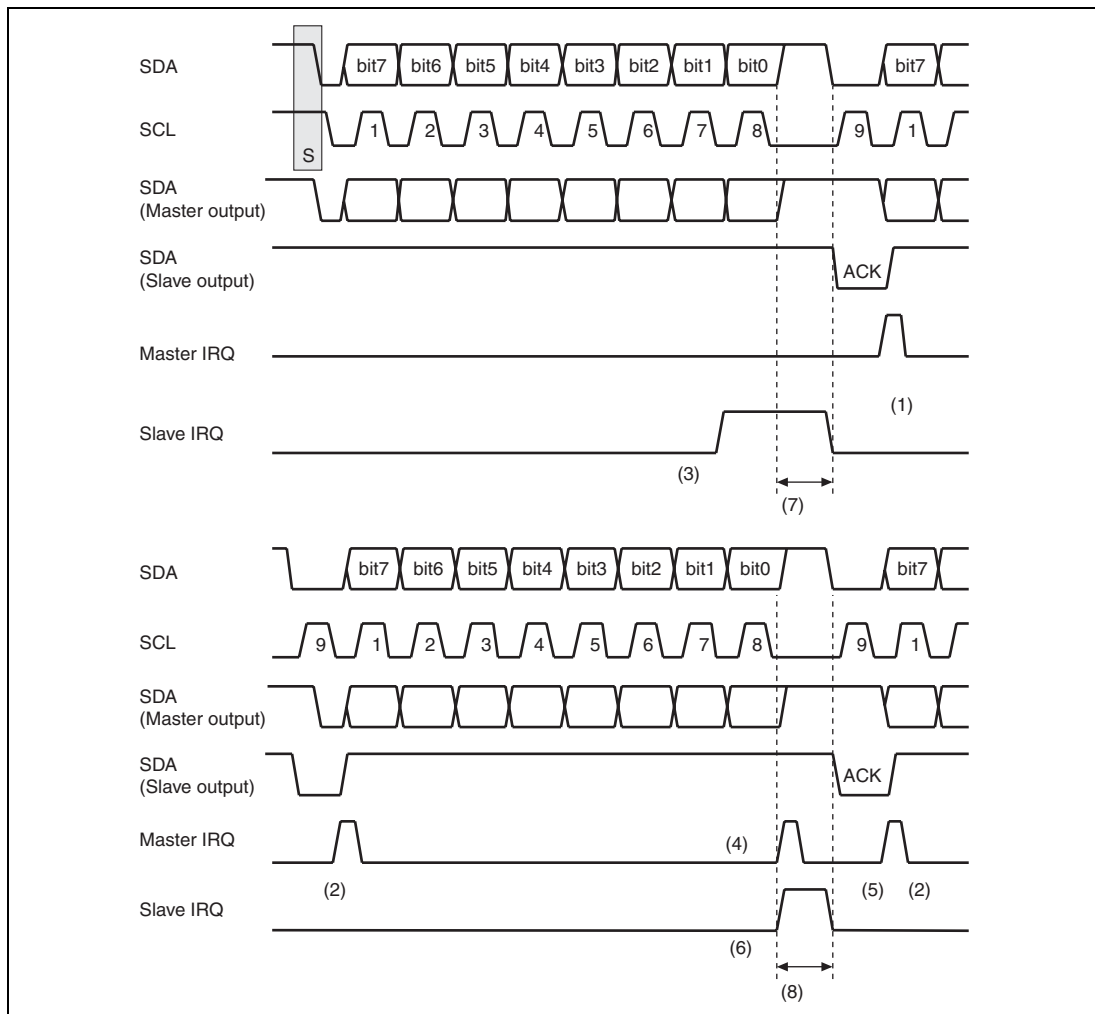 SDA bit7 bit6 bit5 bit4 bit3 bit2 bit1 bit0 bit7
SCL 1 2 3 4 5 6 7 8 9 1
S
SDA
(Master output)
SDA
(Slave output) ACK
Master IRQ
(1)
Slave IRQ
(3)
(7)
SDA bit7 bit6 bit5 bit4 bit3 bit2 bit1 bit0 bit7
SCL 9 1 2 3 4 5 6 7 8 9 1
SDA
(Master output)
SDA
(Slave output) ACK
Master IRQ (4)
(2) (5) (2)
Slave IRQ
(6)
(8)